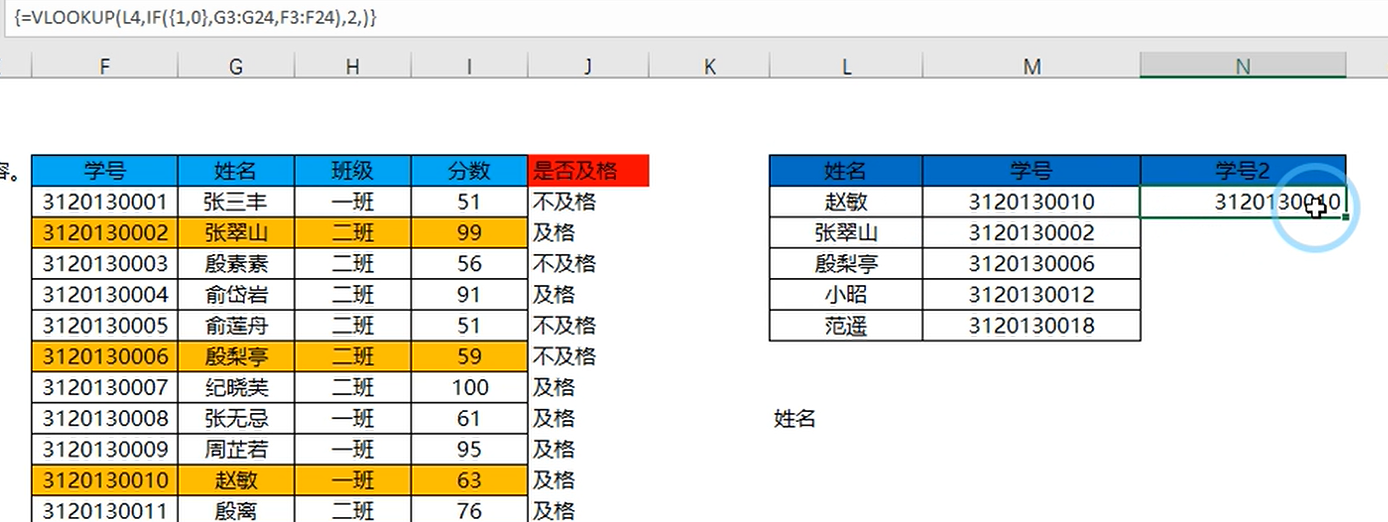 {=VLOOKUP(L4,IF({1,0},G3:G24,F3:F24),2,)}
F G H I J K L M N
容。 学号 姓名 班级 分数 是否及格 姓名 学号 学号2
3120130001 张三丰 一班 51 不及格 赵敏 3120130010 3120130010
3120130002 张翠山 二班 99 及格 张翠山 3120130002
3120130003 殷素素 二班 56 不及格 殷梨亭 3120130006
3120130004 俞岱岩 二班 91 及格 小昭 3120130012
3120130005 俞莲舟 二班 51 不及格 范遥 3120130018
3120130006 殷梨亭 二班 59 不及格
3120130007 纪晓芙 二班 100 及格
3120130008 张无忌 一班 61 及格 姓名
3120130009 周芷若 一班 95 及格
3120130010 赵敏 一班 63 及格
3120130011 殷离 二班 76 及格